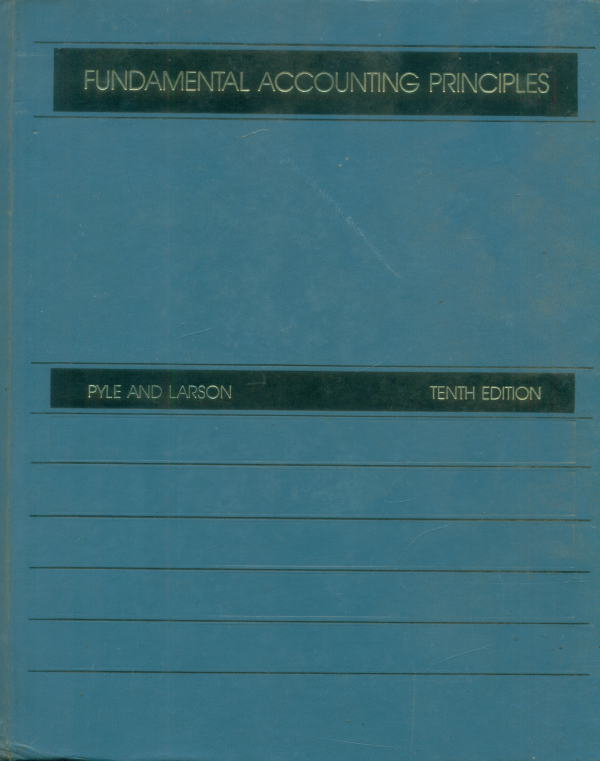 FUNDAMENTAL ACCOUNTING PRINCIPLES
PYLE AND LARSON TENTH EDITION